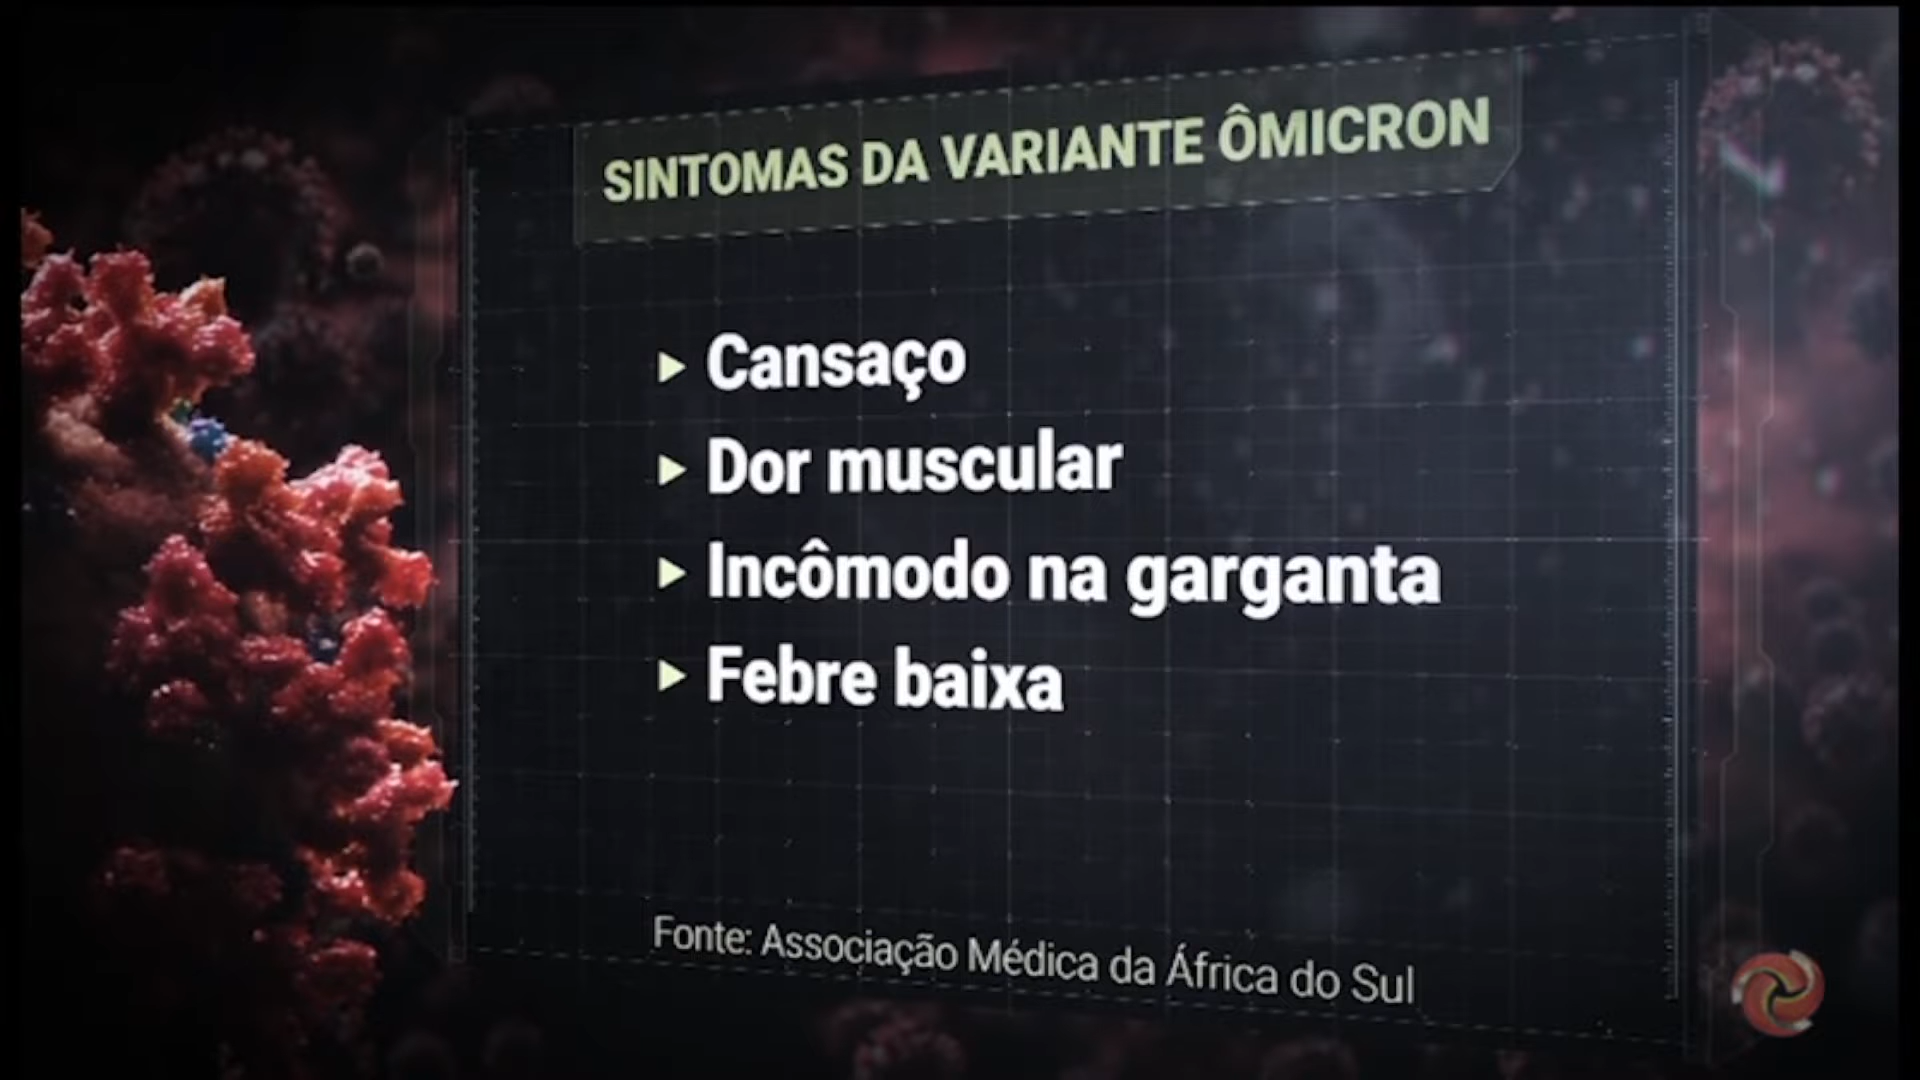 SINTOMAS DA VARIANTE ÔMICRON
Cansaço
Dor muscular
Incômodo na garganta
Febre baixa
Fonte: Associação Médica da África do Sul